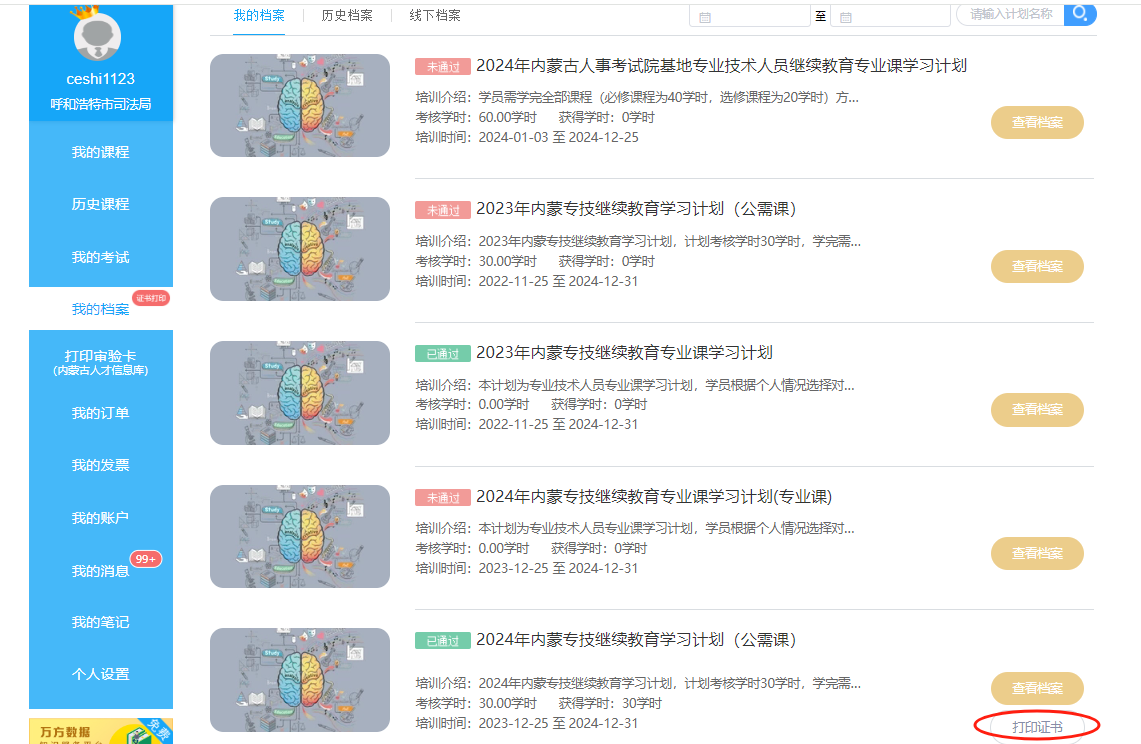 我的档案
历史档案
线下档案
至
请输入计划名称
ceshi1123
呼和浩特市司法局
我的课程
历史课程
我的考试
我的档案
证书打印
打印审验卡
(内蒙古人才信息库)
我的订单
我的发票
我的账户
我的消息
99+
我的笔记
个人设置
万方数据
免费
未通过 2024年内蒙古人事考试院基地专业技术人员继续教育专业课学习计划
培训介绍：学员需学完全部课程（必修课程为40学时，选修课程为20学时）方...
考核学时：60.00学时 获得学时：0学时
培训时间：2024-01-03 至 2024-12-25
查看档案
未通过 2023年内蒙专技继续教育学习计划（公需课）
培训介绍：2023年内蒙专技继续教育学习计划，计划考核学时30学时，学完需...
考核学时：30.00学时 获得学时：0学时
培训时间：2022-11-25 至 2024-12-31
查看档案
已通过 2023年内蒙专技继续教育专业课学习计划
培训介绍：本计划为专业技术人员专业课学习计划，学员根据个人情况选择对...
考核学时：0.00学时 获得学时：0学时
培训时间：2022-11-25 至 2024-12-31
查看档案
未通过 2024年内蒙专技继续教育专业课学习计划(专业课)
培训介绍：本计划为专业技术人员专业课学习计划，学员根据个人情况选择对...
考核学时：0.00学时 获得学时：0学时
培训时间：2023-12-25 至 2024-12-31
查看档案
已通过 2024年内蒙专技继续教育学习计划（公需课）
培训介绍：2024年内蒙专技继续教育学习计划，计划考核学时30学时，学完需...
考核学时：30.00学时 获得学时：30学时
培训时间：2023-12-25 至 2024-12-31
查看档案
打印证书
Study
Study
Study
Study
Study